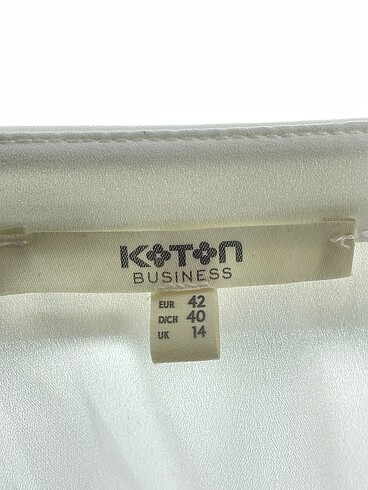 KOTON
BUSINESS
EUR 42
D/CH 40
UK 14